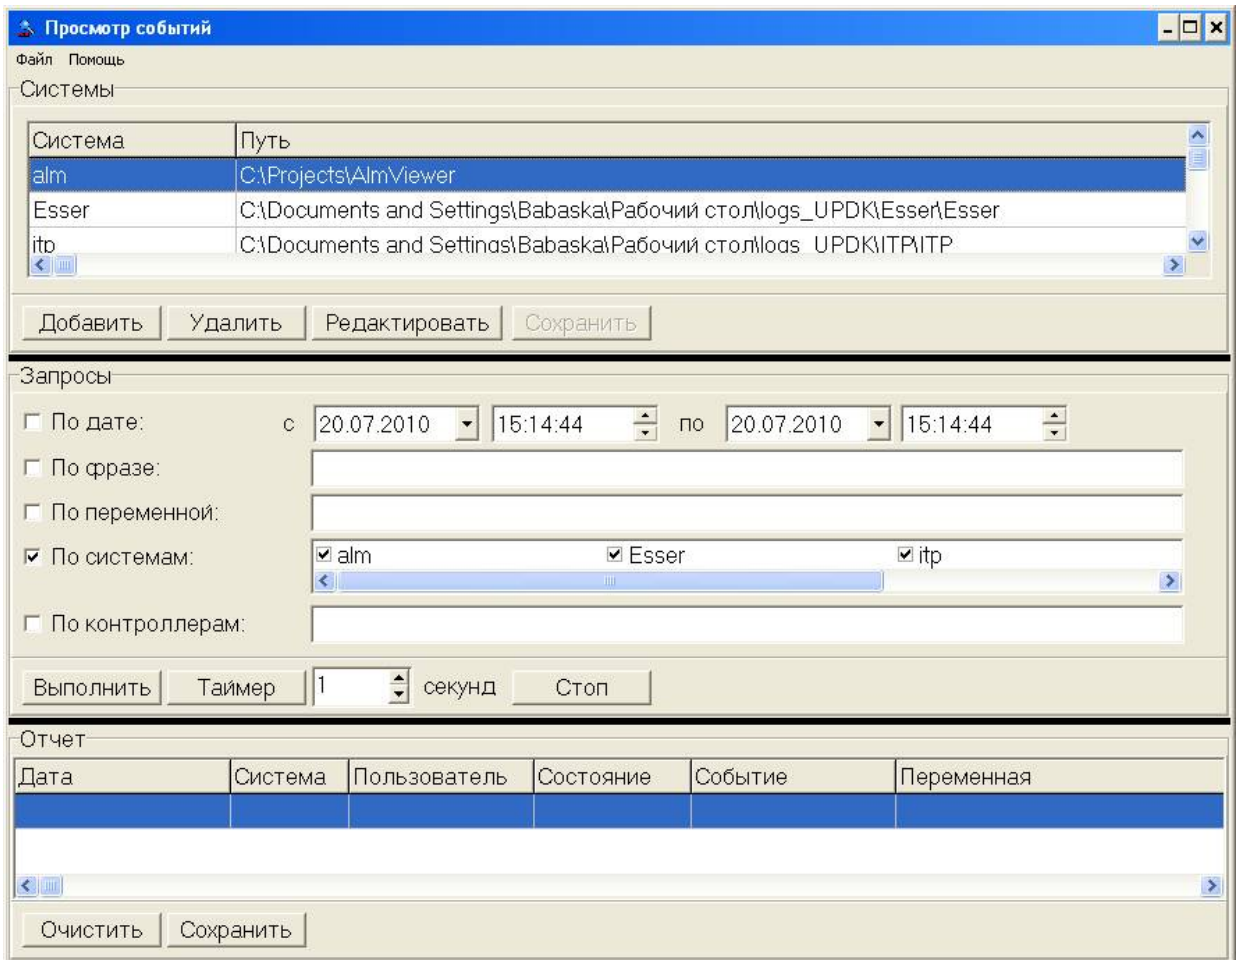 Просмотр событий
Файл Помощь
Системы
Система Путь
alm C:\Projects\AlmViewer
Esser C:\Documents and Settings\Babaska\Рабочий стол\logs_UPDK\Esser\Esser
itp C:\Documents and Settings\Babaska\Рабочий стол\logs_UPDK\ITP\ITP
Добавить Удалить Редактировать Сохранить
Запросы
По дате: с 20.07.2010 15:14:44 по 20.07.2010 15:14:44
По фразе:
По переменной:
По системам: alm Esser itp
По контроллерам:
Выполнить Таймер 1 секунд Стоп
Отчет
Дата Система Пользователь Состояние Событие Переменная
Очистить Сохранить